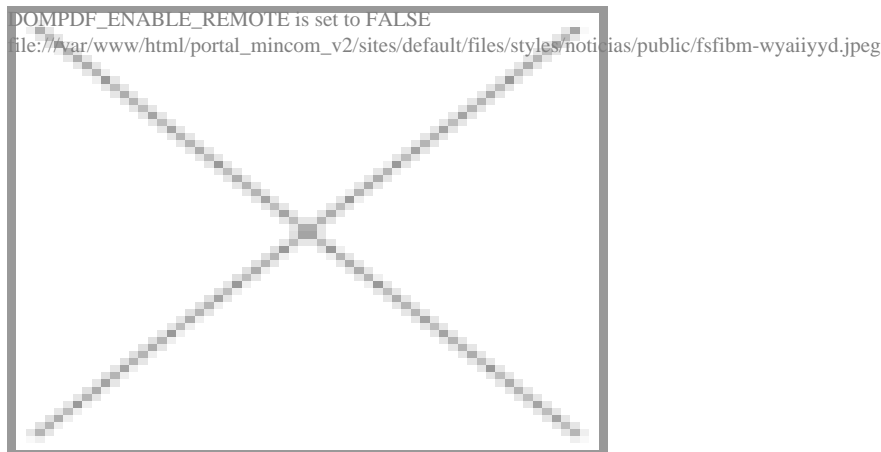 DOMPDF_ENABLE_REMOTE is set to FALSE
file:///var/www/html/portal_mincom_v2/sites/default/files/styles/noticias/public/fsfibm-wyaiiyyd.jpeg